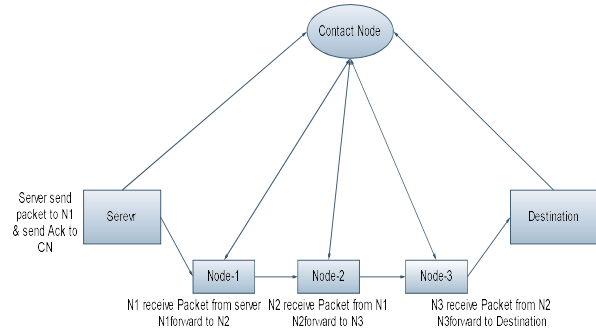 Contact Node
Server send
packet to N1
& send Ack to
CN
Serevr
Destination
Node-1
Node-2
Node-3
N1 receive Packet from server
N1forward to N2
N2 receive Packet from N1
N2forward to N3
N3 receive Packet from N2
N3forward to Destination